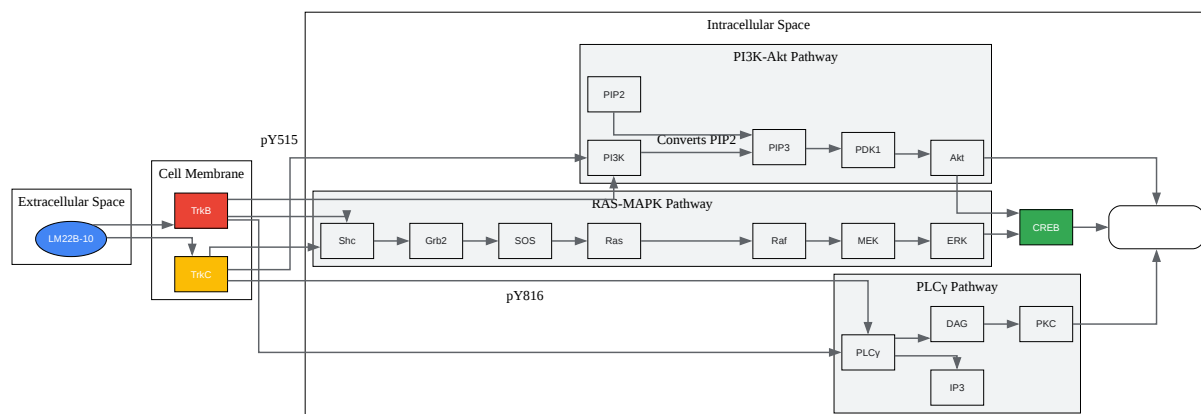 Intracellular Space
PI3K-Akt Pathway
PIP2
pY515
Converts PIP2
PI3K
PIP3
PDK1
Akt
Cell Membrane
Extracellular Space
TrkB
LM22B-10
TrkC
RAS-MAPK Pathway
Shc
Grb2
SOS
Ras
Raf
MEK
ERK
CREB
pY816
PLCγ Pathway
DAG
PKC
PLCγ
IP3